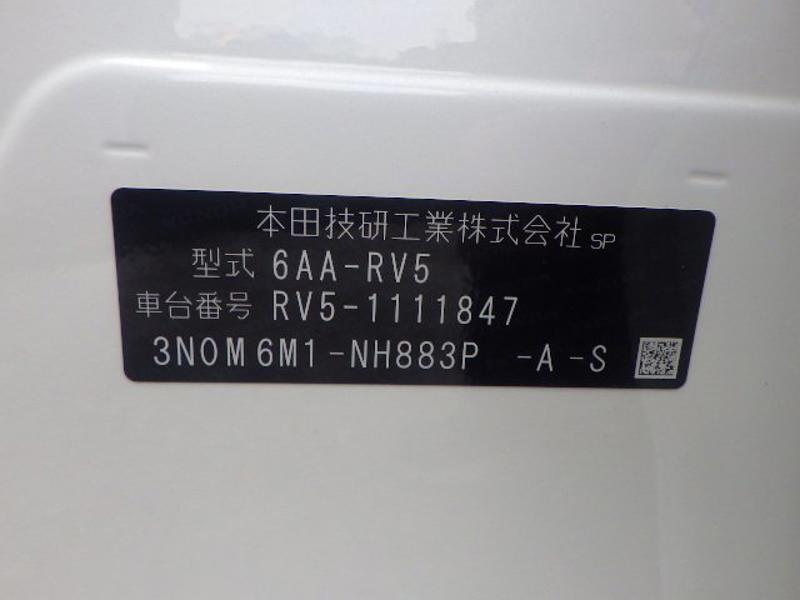 本田技研工業株式会社 SP
型式 6AA-RV5
車台番号 RV5-1111847
3N0M6M1-NH883P -A-S